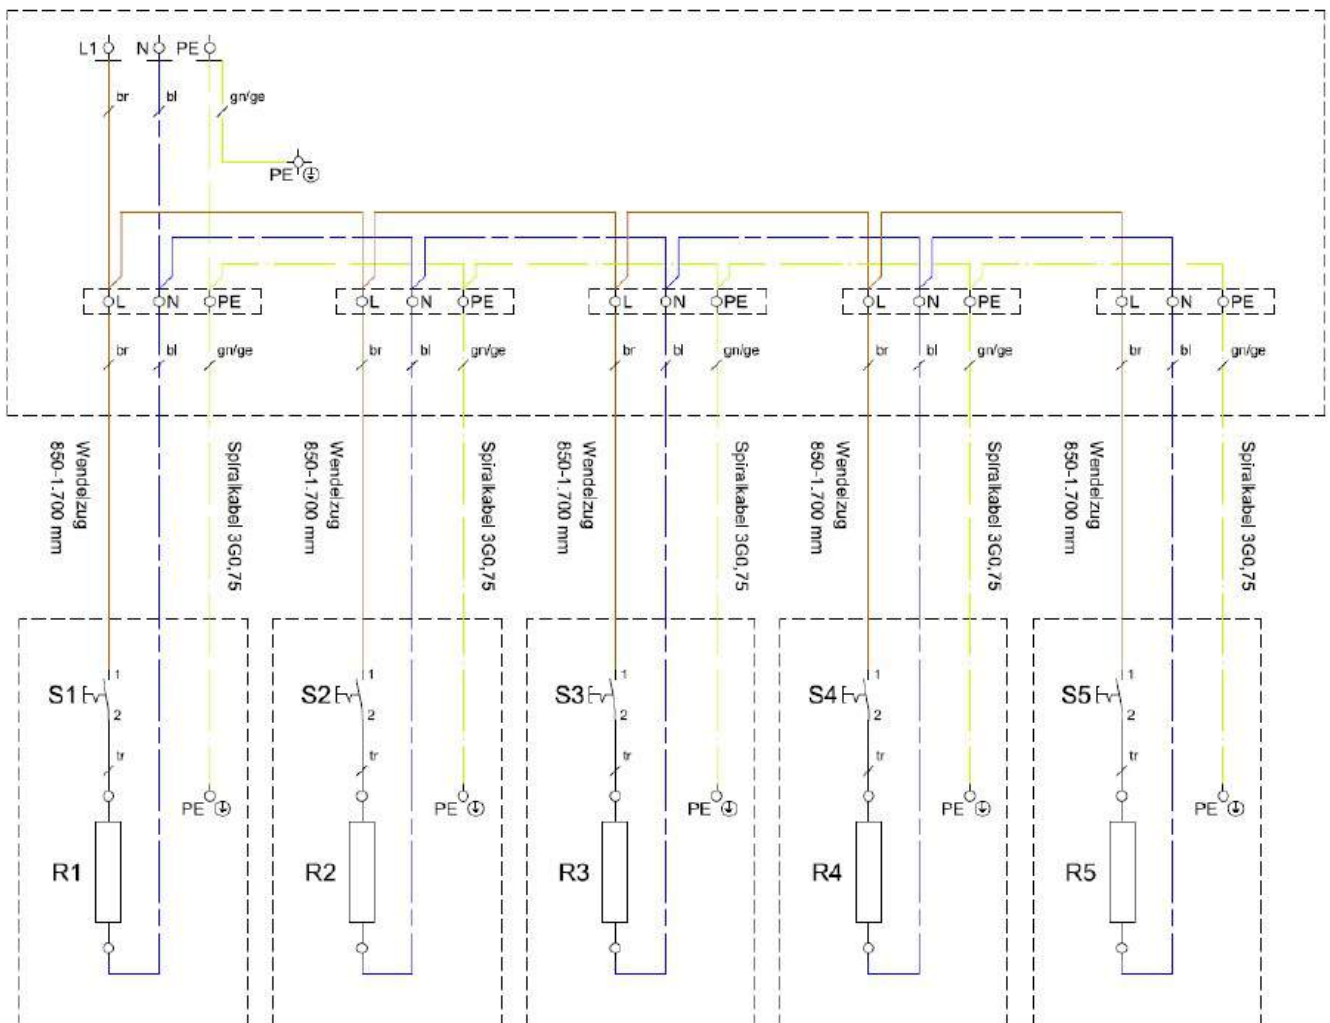 L1 N PE
br bl gn/ge
PE
L N PE L N PE L N PE L N PE L N PE
br bl gn/ge br bl gn/ge br bl gn/ge br bl gn/ge br bl gn/ge
Wendelzug
850-1.700 mm
Spiralkabel 3G0,75
Wendelzug
850-1.700 mm
Spiralkabel 3G0,75
Wendelzug
850-1.700 mm
Spiralkabel 3G0,75
Wendelzug
850-1.700 mm
Spiralkabel 3G0,75
Wendelzug
850-1.700 mm
Spiralkabel 3G0,75
1 1 1 1 1
S1 S2 S3 S4 S5
2 2 2 2 2
tr tr tr tr tr
PE PE PE PE PE
R1 R2 R3 R4 R5